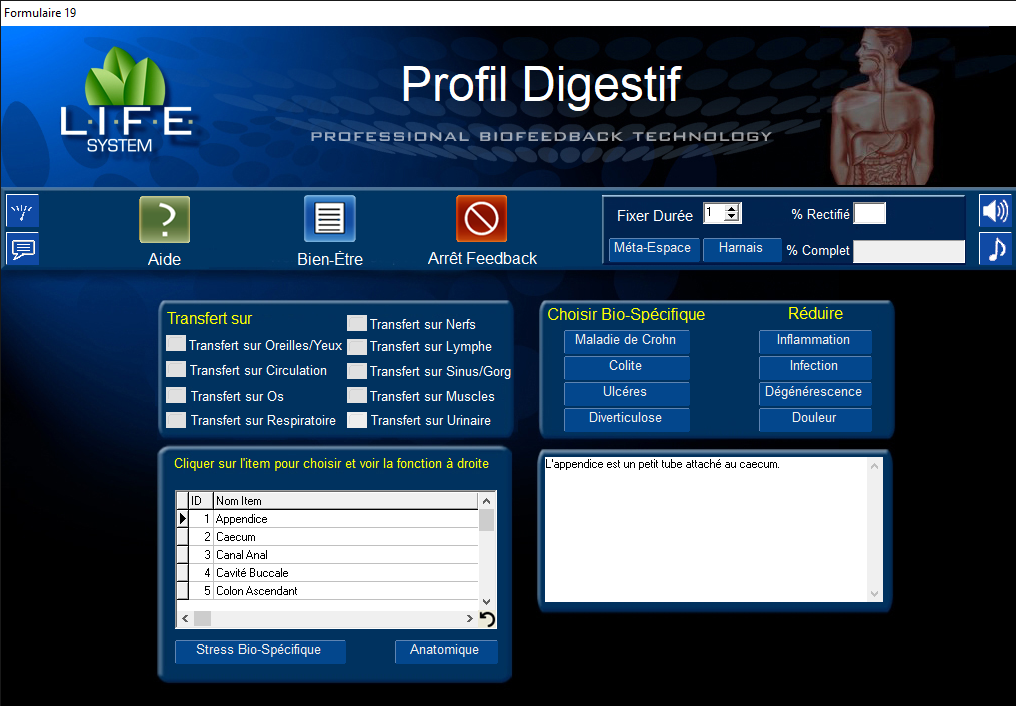 Formulaire 19
L·I·F·E
SYSTEM
Profil Digestif
PROFESSIONAL BIOFEEDBACK TECHNOLOGY
?
Aide
Bien-Être
Arrêt Feedback
Fixer Durée 1
% Rectifié
Méta-Espace
Harnais
% Complet
Transfert sur
Transfert sur Oreilles/Yeux
Transfert sur Circulation
Transfert sur Os
Transfert sur Respiratoire
Transfert sur Nerfs
Transfert sur Lymphe
Transfert sur Sinus/Gorg
Transfert sur Muscles
Transfert sur Urinaire
Choisir Bio-Spécifique
Maladie de Crohn
Colite
Ulcéres
Diverticulose
Réduire
Inflammation
Infection
Dégénérescence
Douleur
Cliquer sur l'item pour choisir et voir la fonction à droite
ID Nom Item
1 Appendice
2 Caecum
3 Canal Anal
4 Cavité Buccale
5 Colon Ascendant
Stress Bio-Spécifique
Anatomique
L'appendice est un petit tube attaché au caecum.